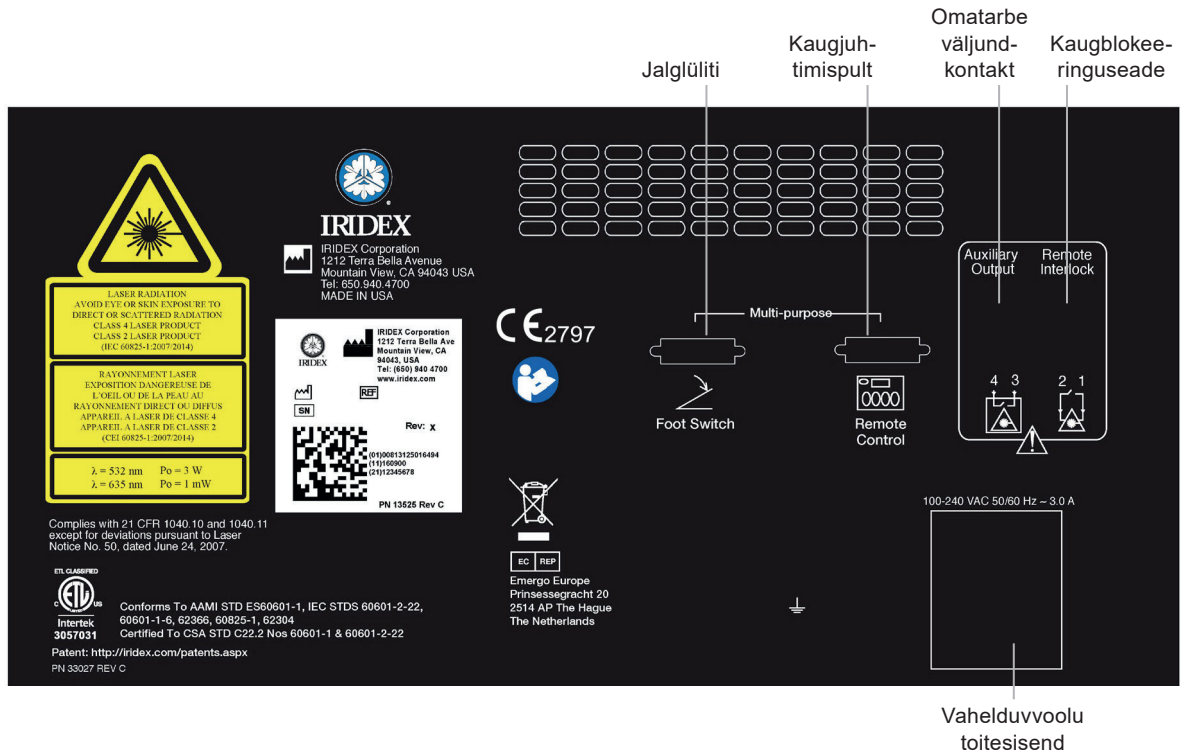 Jalglüliti
Kaugjuh-
timispult
Omatarbe
väljund-
kontakt
Kaugblokee-
ringuseade
LASER RADIATION
AVOID EYE OR SKIN EXPOSURE TO
DIRECT OR SCATTERED RADIATION
CLASS 4 LASER PRODUCT
CLASS 2 LASER PRODUCT
(IEC 60825-1:2007/2014)
RAYONNEMENT LASER
EXPOSITION DANGEREUSE DE
L'OEIL OU DE LA PEAU AU
RAYONNEMENT DIRECT OU DIFFUS
APPAREIL A LASER DE CLASSE 4
APPAREIL A LASER DE CLASSE 2
(CEI 60825-1:2007/2014)
λ = 532 nm Po = 3 W
λ = 635 nm Po = 1 mW
Complies with 21 CFR 1040.10 and 1040.11
except for deviations pursuant to Laser
Notice No. 50, dated June 24, 2007.
ETL CLASSIFIED
C ETL US
Intertek
3057031
Conforms To AAMI STD ES60601-1, IEC STDS 60601-2-22,
60601-1-6, 62366, 60825-1, 62304
Certified To CSA STD C22.2 Nos 60601-1 & 60601-2-22
Patent: http://iridex.com/patents.aspx
PN 33027 REV C
®
IRIDEX
IRIDEX Corporation
1212 Terra Bella Avenue
Mountain View, CA 94043 USA
Tel: 650.940.4700
MADE IN USA
IRIDEX
IRIDEX Corporation
1212 Terra Bella Ave
Mountain View, CA
94043, USA
Tel: (650) 940 4700
www.iridex.com
REF
SN
Rev: x
(01)00813125016494
(11)160900
(21)12345678
PN 13525 Rev C
CE 2797
EC REP
Emergo Europe
Prinsessegracht 20
2514 AP The Hague
The Netherlands
Multi-purpose
Foot Switch
Remote
Control
Auxiliary
Output
Remote
Interlock
4 3
2 1
100-240 VAC 50/60 Hz ~ 3.0 A
Vahelduvvoolu
toitesisend